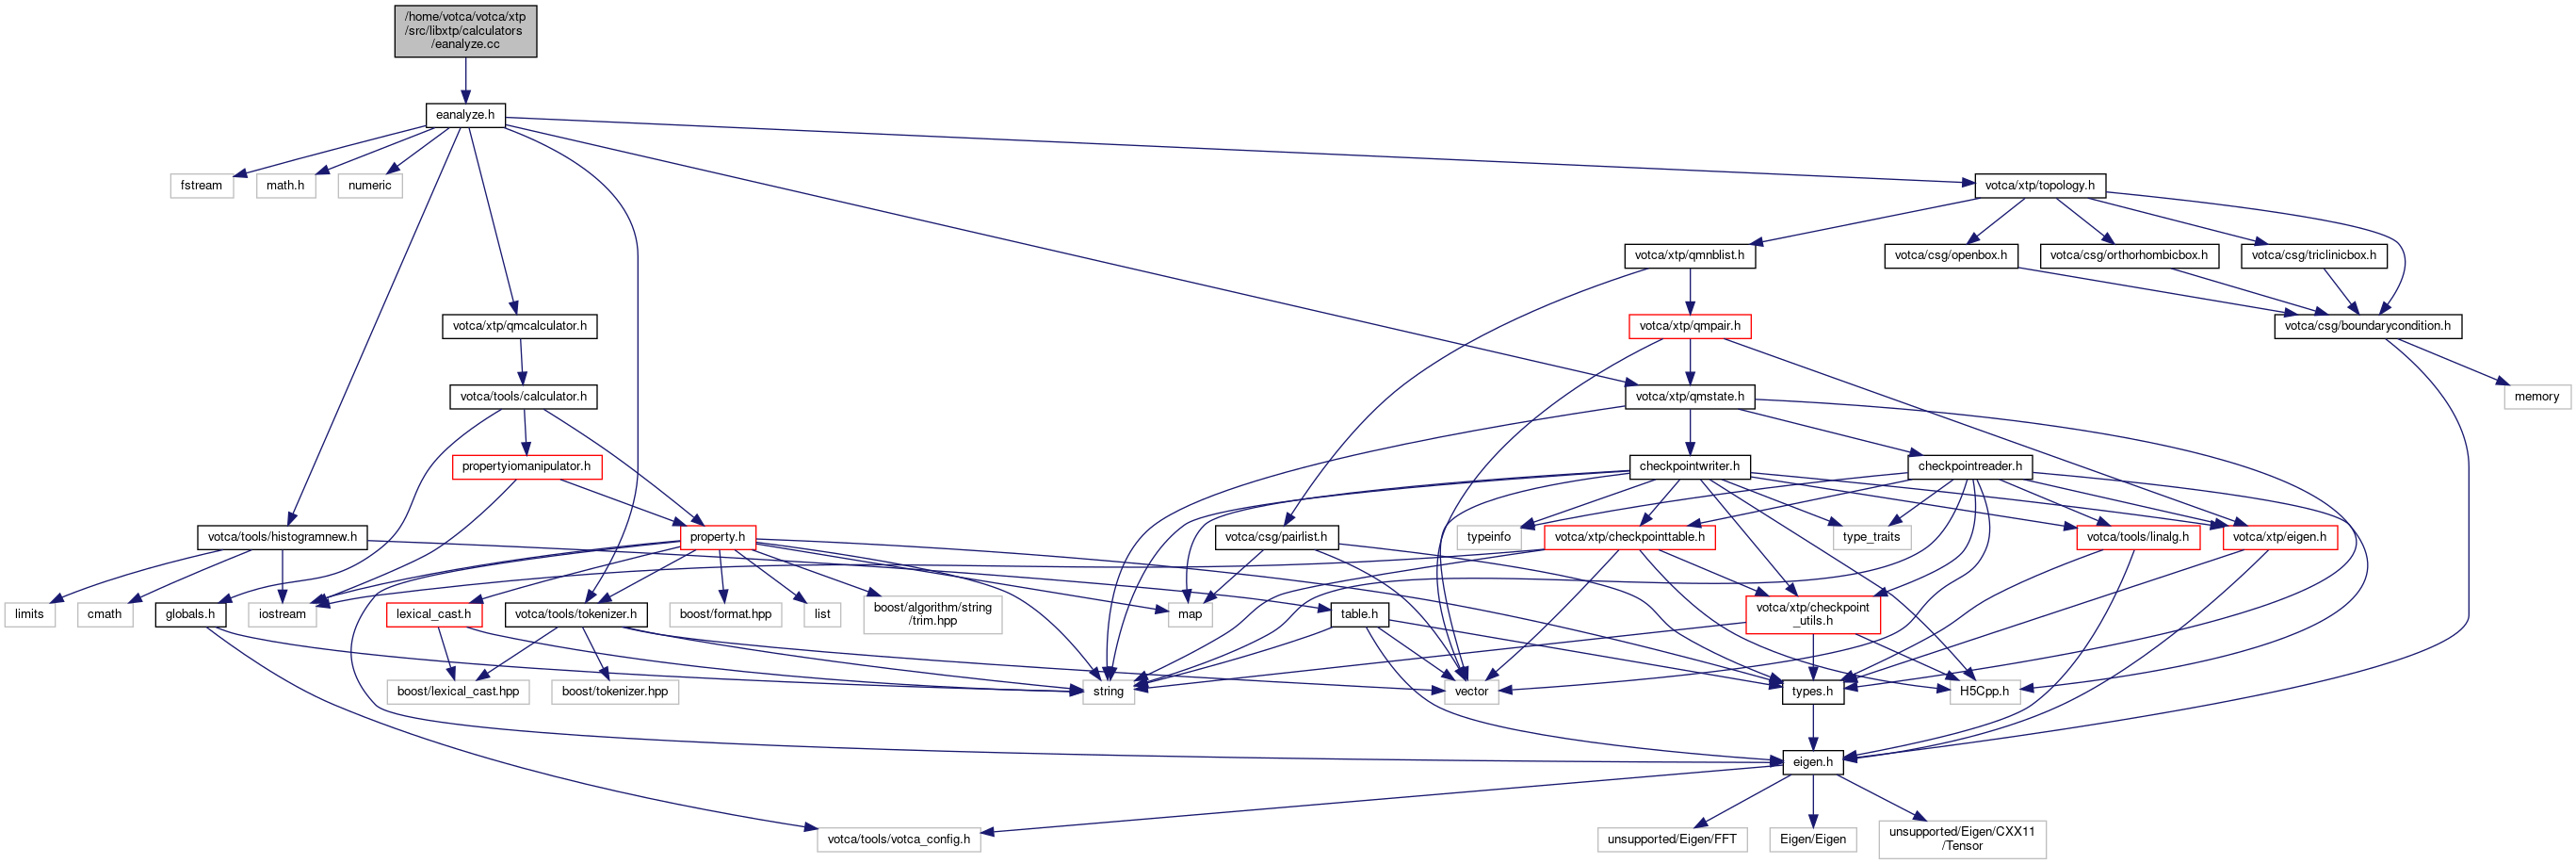 /home/votca/votca/xtp
/src/libxtp/calculators
/eanalyze.cc
eanalyze.h
fstream
math.h
numeric
votca/xtp/topology.h
votca/xtp/qmnblist.h
votca/csg/openbox.h
votca/csg/orthorhombicbox.h
votca/csg/triclinicbox.h
votca/xtp/qmcalculator.h
votca/xtp/qmpair.h
votca/csg/boundarycondition.h
votca/tools/calculator.h
votca/xtp/qmstate.h
memory
propertyiomanipulator.h
checkpointwriter.h
checkpointreader.h
votca/tools/histogramnew.h
property.h
votca/csg/pairlist.h
typeinfo
votca/xtp/checkpointtable.h
type_traits
votca/tools/linalg.h
votca/xtp/eigen.h
limits
cmath
globals.h
iostream
lexical_cast.h
votca/tools/tokenizer.h
boost/format.hpp
list
boost/algorithm/string
/trim.hpp
map
table.h
votca/xtp/checkpoint
_utils.h
boost/lexical_cast.hpp
boost/tokenizer.hpp
string
vector
types.h
H5Cpp.h
eigen.h
votca/tools/votca_config.h
unsupported/Eigen/FFT
Eigen/Eigen
unsupported/Eigen/CXX11
/Tensor